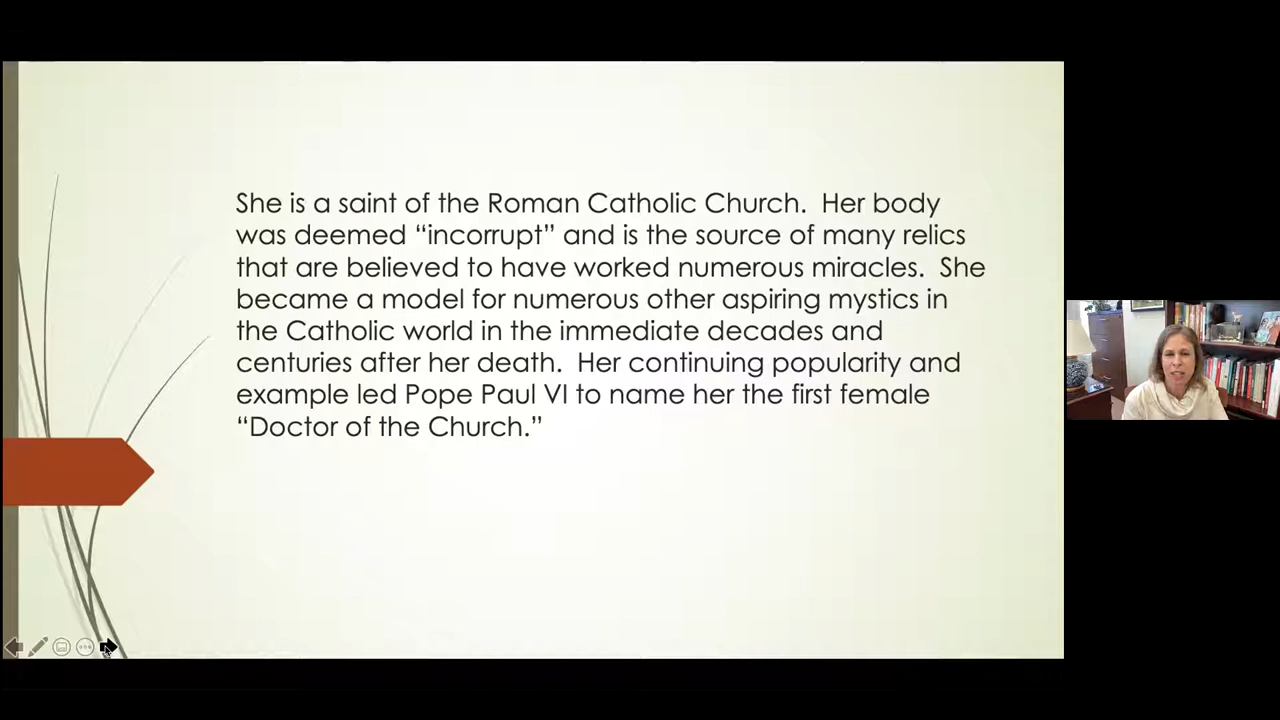 She is a saint of the Roman Catholic Church.  Her body
was deemed “incorrupt” and is the source of many relics
that are believed to have worked numerous miracles.  She
became a model for numerous other aspiring mystics in
the Catholic world in the immediate decades and
centuries after her death.  Her continuing popularity and
example led Pope Paul VI to name her the first female
“Doctor of the Church.”